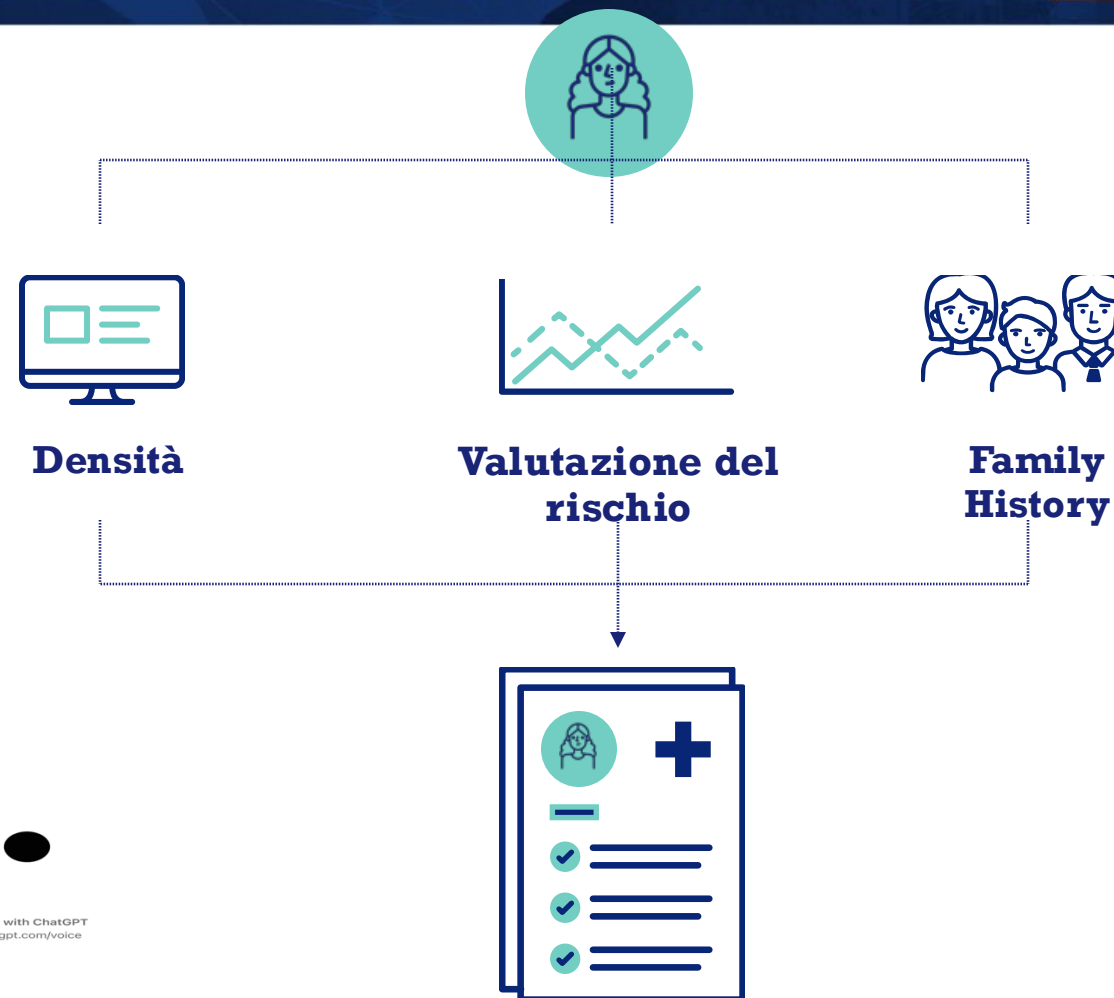 Densità
Valutazione del
rischio
Family
History
with ChatGPT
gpt.com/voice